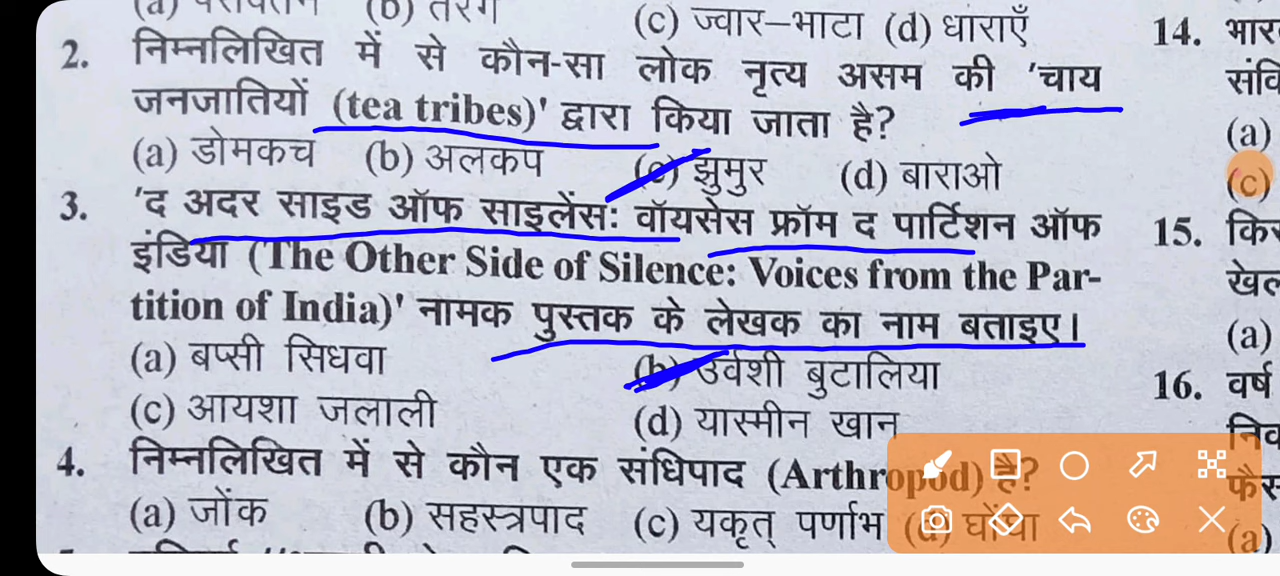 (b) तरंग (c) ज्वार–भाटा (d) धाराएँ
2. निम्नलिखित में से कौन-सा लोक नृत्य असम की 'चाय
जनजातियों (tea tribes)' द्वारा किया जाता है?
(a) डोमकच (b) अलकप (c) झुमुर (d) बाराओ
3. 'द अदर साइड ऑफ साइलेंस: वॉयसेस फ्रॉम द पार्टिशन ऑफ
इंडिया (The Other Side of Silence: Voices from the Par-
tition of India)' नामक पुस्तक के लेखक का नाम बताइए।
(a) बप्सी सिधवा (b) उर्वशी बुटालिया
(c) आयशा जलाली (d) यास्मीन खान
4. निम्नलिखित में से कौन एक संधिपाद (Arthropod) है?
(a) जोंक (b) सहस्त्रपाद (c) यकृत् पर्णाभ (d) घोंघा
14.
(a)
(c)
15.
(a)
16. वर्ष
(a)